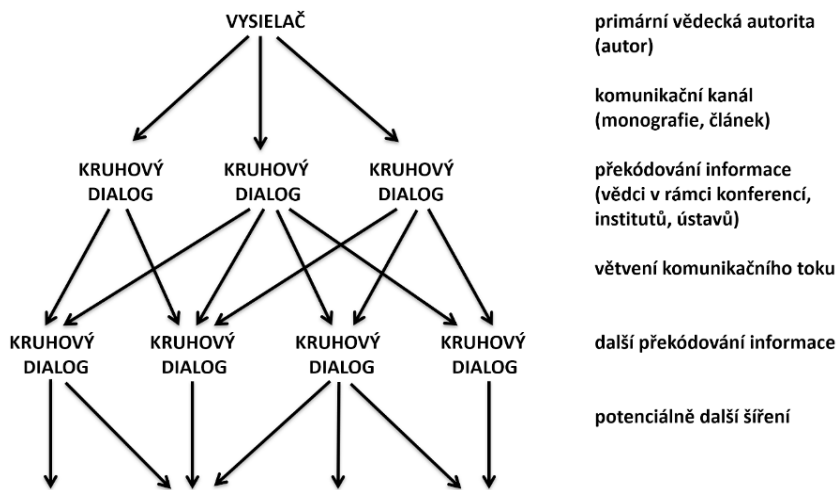 VYSIELAČ
primární vědecká autorita
(autor)
komunikační kanál
(monografie, článek)
KRUHOVÝ
DIALOG
KRUHOVÝ
DIALOG
KRUHOVÝ
DIALOG
překódování informace
(vědci v rámci konferencí,
institutů, ústavů)
větvení komunikačního toku
KRUHOVÝ
DIALOG
KRUHOVÝ
DIALOG
KRUHOVÝ
DIALOG
KRUHOVÝ
DIALOG
další překódování informace
potenciálně další šíření